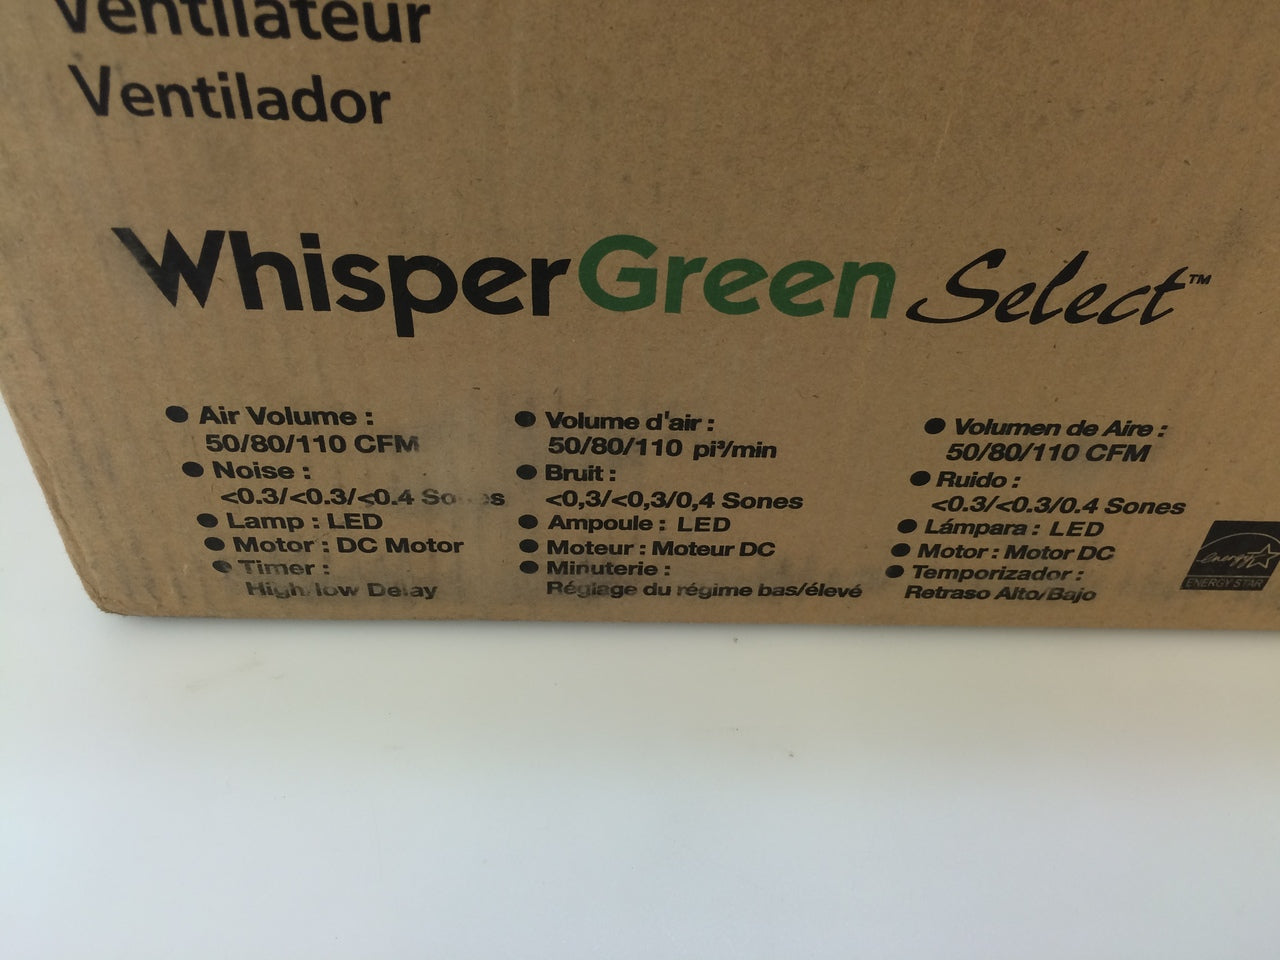 Ventilateur
Ventilador
WhisperGreen Select™
● Air Volume :
50/80/110 CFM
● Noise :
<0.3/<0.3/<0.4 Sones
● Lamp : LED
● Motor : DC Motor
● Timer :
High/low Delay
● Volume d'air :
50/80/110 pi³/min
● Bruit :
<0,3/<0,3/0,4 Sones
● Ampoule : LED
● Moteur : Moteur DC
● Minuterie :
Réglage du régime bas/élevé
● Volumen de Aire :
50/80/110 CFM
● Ruido :
<0.3/<0.3/0.4 Sones
● Lámpara : LED
● Motor : Motor DC
● Temporizador :
Retraso Alto/Bajo
energy
ENERGY STAR